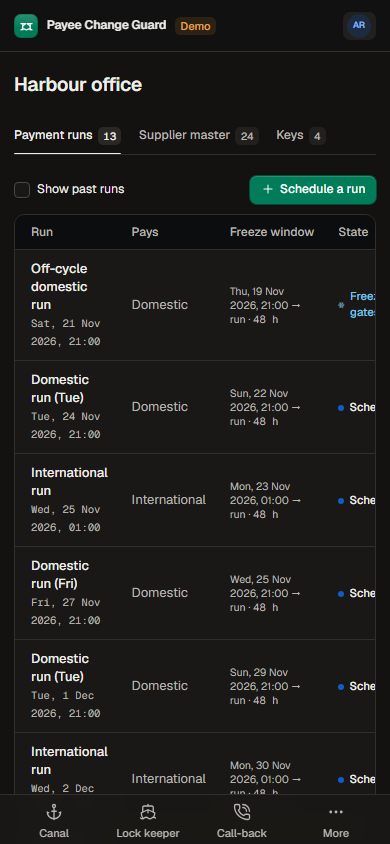 Payee Change Guard Demo AR
Harbour office
Payment runs 13 Supplier master 24 Keys 4
Show past runs + Schedule a run
Run Pays Freeze window State
Off-cycle
domestic
run
Sat, 21 Nov
2026, 21:00
Domestic
Thu, 19 Nov
2026, 21:00 →
run · 48 h
Domestic
run (Tue)
Tue, 24 Nov
2026, 21:00
Domestic
Sun, 22 Nov
2026, 21:00 →
run · 48 h
International
run
Wed, 25 Nov
2026, 01:00
International
Mon, 23 Nov
2026, 01:00 →
run · 48 h
Domestic
run (Fri)
Fri, 27 Nov
2026, 21:00
Domestic
Wed, 25 Nov
2026, 21:00 →
run · 48 h
Domestic
run (Tue)
Tue, 1 Dec
2026, 21:00
Domestic
Sun, 29 Nov
2026, 21:00 →
run · 48 h
International
run
Wed, 2 Dec
International
Mon, 30 Nov
2026, 01:00 →
run · 48 h
Canal Lock keeper Call-back More